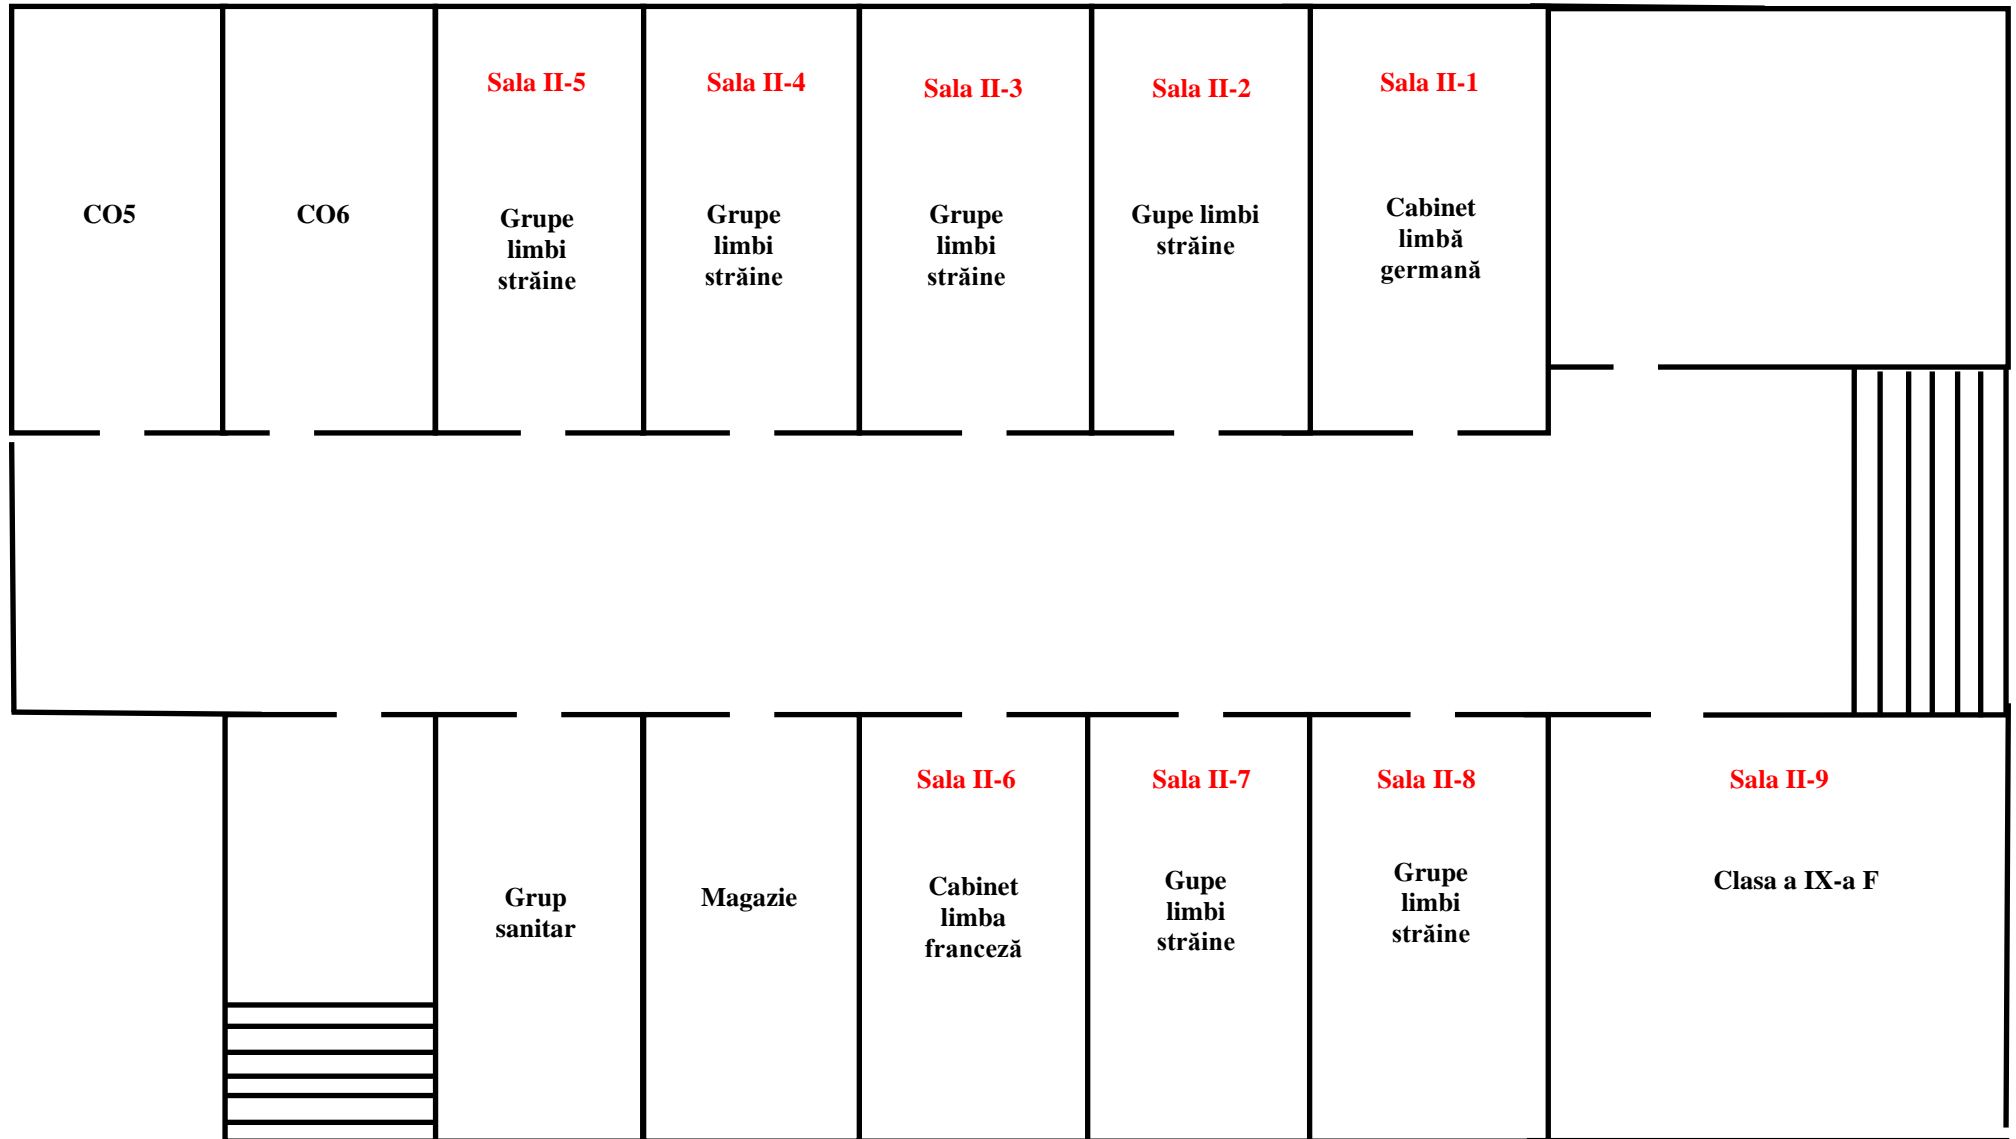 CO5
CO6
Sala II-5
Grupe
limbi
străine
Sala II-4
Grupe
limbi
străine
Sala II-3
Grupe
limbi
străine
Sala II-2
Gupe limbi
străine
Sala II-1
Cabinet
limbă
germană
Grup
sanitar
Magazie
Sala II-6
Cabinet
limba
franceză
Sala II-7
Gupe
limbi
străine
Sala II-8
Grupe
limbi
străine
Sala II-9
Clasa a IX-a F